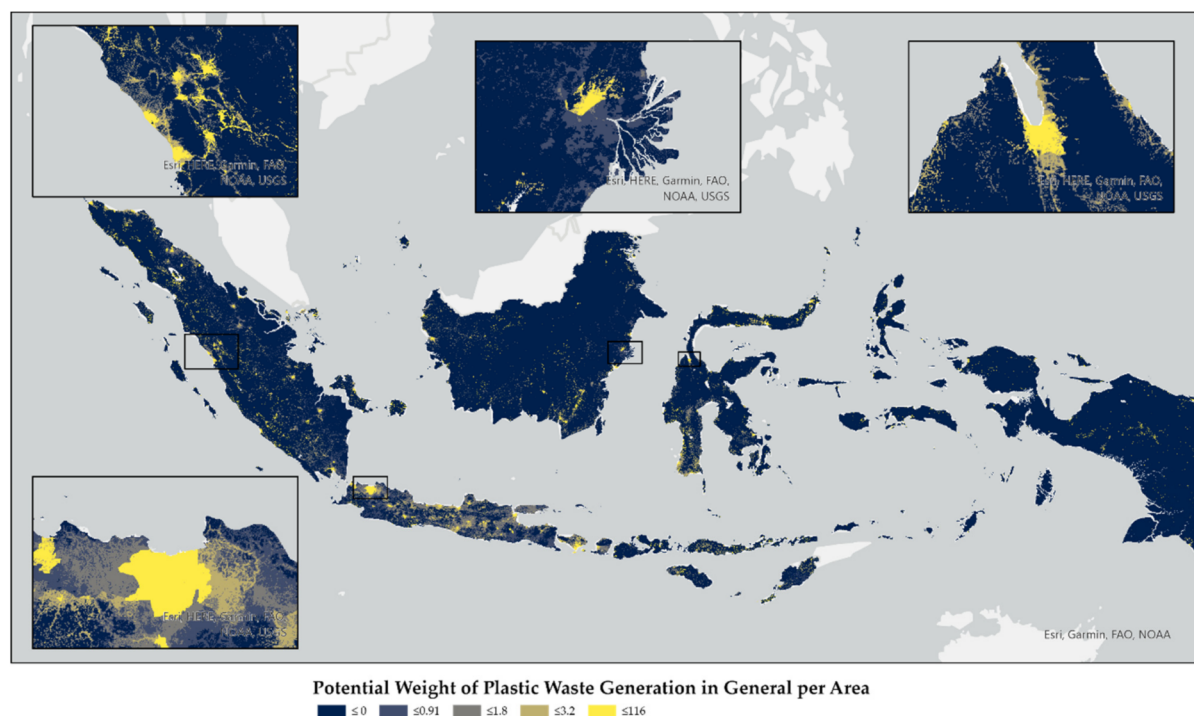 Esri, HERE, Garmin, FAO,
NOAA, USGS
Esri, HERE, Garmin, FAO,
NOAA, USGS
Esri, HERE, Garmin, FAO,
NOAA, USGS
Esri, HERE, Garmin, FAO,
NOAA, USGS
Esri, Garmin, FAO, NOAA
Potential Weight of Plastic Waste Generation in General per Area
≤ 0 ≤0.91 ≤1.8 ≤3.2 ≤116